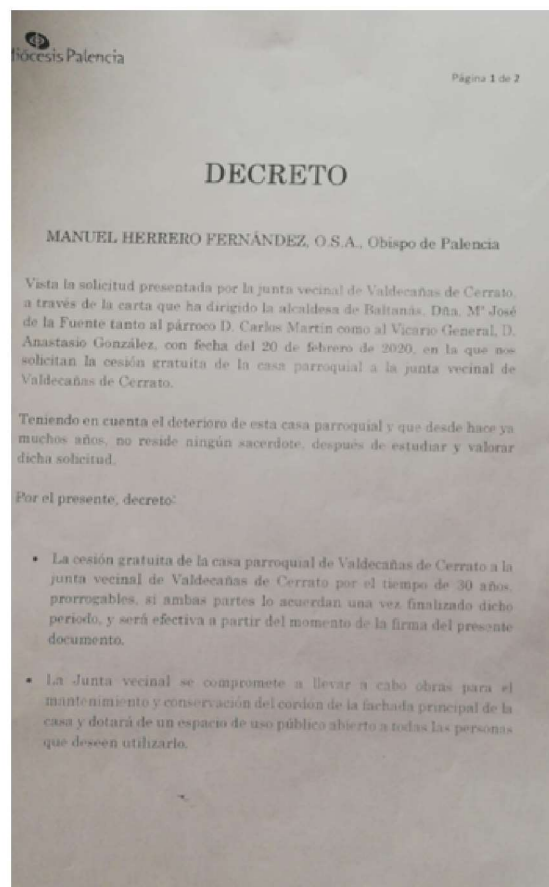 diócesis Palencia
Página 1 de 2
DECRETO
MANUEL HERRERO FERNÁNDEZ, O.S.A., Obispo de Palencia
Vista la solicitud presentada por la junta vecinal de Valdecañas de Cerrato,
a través de la carta que ha dirigido la alcaldesa de Baltanás, Dña. Mª José
de la Fuente tanto al párroco D. Carlos Martín como al Vicario General, D.
Anastasio González, con fecha del 20 de febrero de 2020, en la que nos
solicitan la cesión gratuita de la casa parroquial a la junta vecinal de
Valdecañas de Cerrato.
Teniendo en cuenta el deterioro de esta casa parroquial y que desde hace ya
muchos años, no reside ningún sacerdote, después de estudiar y valorar
dicha solicitud.
Por el presente, decreto:
• La cesión gratuita de la casa parroquial de Valdecañas de Cerrato a la
junta vecinal de Valdecañas de Cerrato por el tiempo de 30 años,
prorrogables, si ambas partes lo acuerdan una vez finalizado dicho
periodo, y será efectiva a partir del momento de la firma del presente
documento.
• La Junta vecinal se compromete a llevar a cabo obras para el
mantenimiento y conservación del cordón de la fachada principal de la
casa y dotará de un espacio de uso público abierto a todas las personas
que deseen utilizarlo.